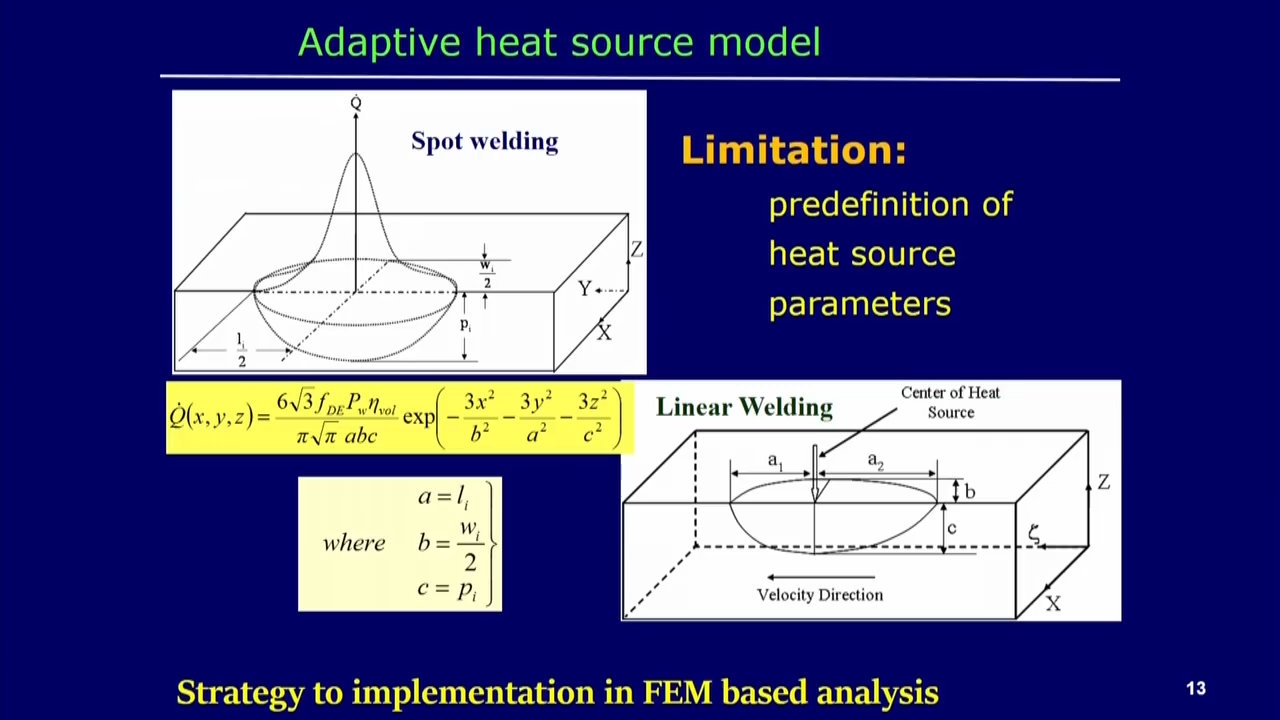 Adaptive heat source model
Q̇
Spot welding
Z
w_i/2
Y
X
p_i
l_i/2
Limitation:
predefinition of
heat source
parameters
Q̇(x, y, z) = 6√3 f_DE P_w η_vol / π√π abc exp(− 3x²/b² − 3y²/a² − 3z²/c²)
where a = l_i
b = w_i/2
c = p_i
Linear Welding
Center of Heat
Source
a₁
a₂
b
c
Z
ζ
X
Velocity Direction
Strategy to implementation in FEM based analysis
13